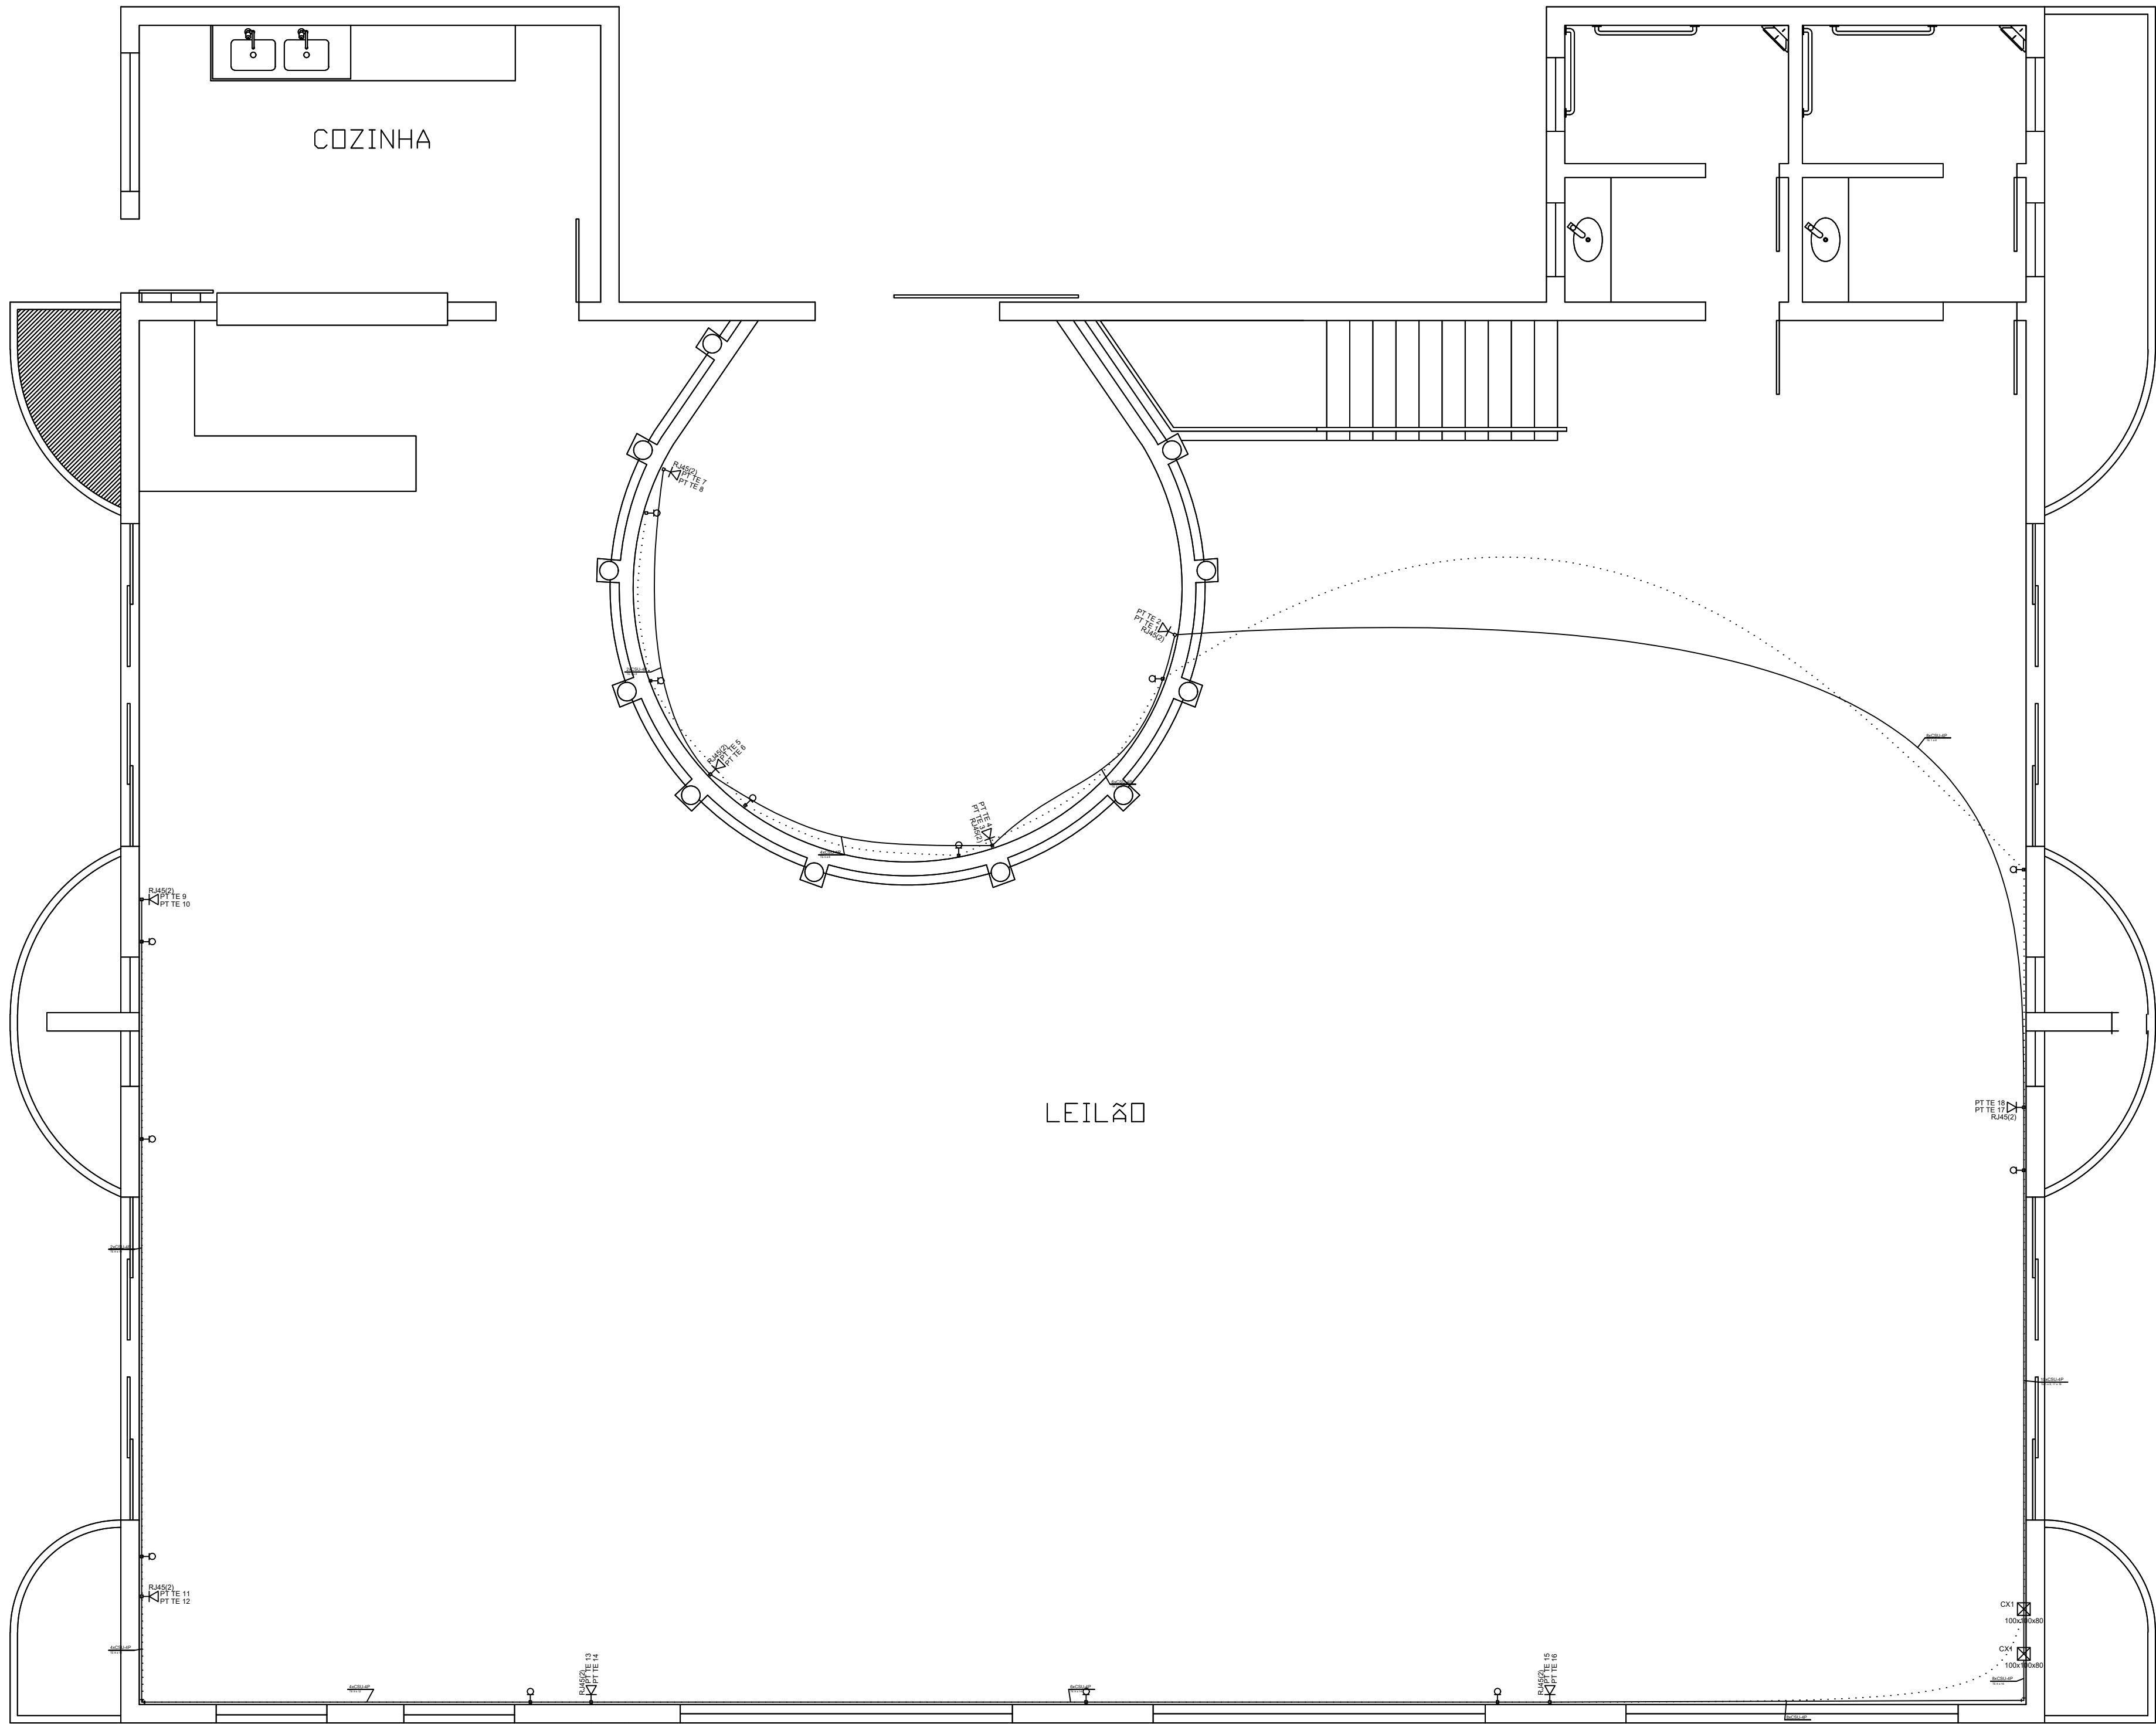 COZINHA
RJ45(2)
PT TE 7
PT TE 8
PT TE 2
PT TE 1
RJ45(2)
RJ45(2)
PT TE 5
PT TE 6
PT TE 4
PT TE 3
RJ45(2)
RJ45(2)
PT TE 9
PT TE 10
LEILÃO
PT TE 18
PT TE 17
RJ45(2)
RJ45(2)
PT TE 11
PT TE 12
CX1
100x100x80
CX1
100x100x80
RJ45(2)
PT TE 13
PT TE 14
RJ45(2)
PT TE 15
PT TE 16